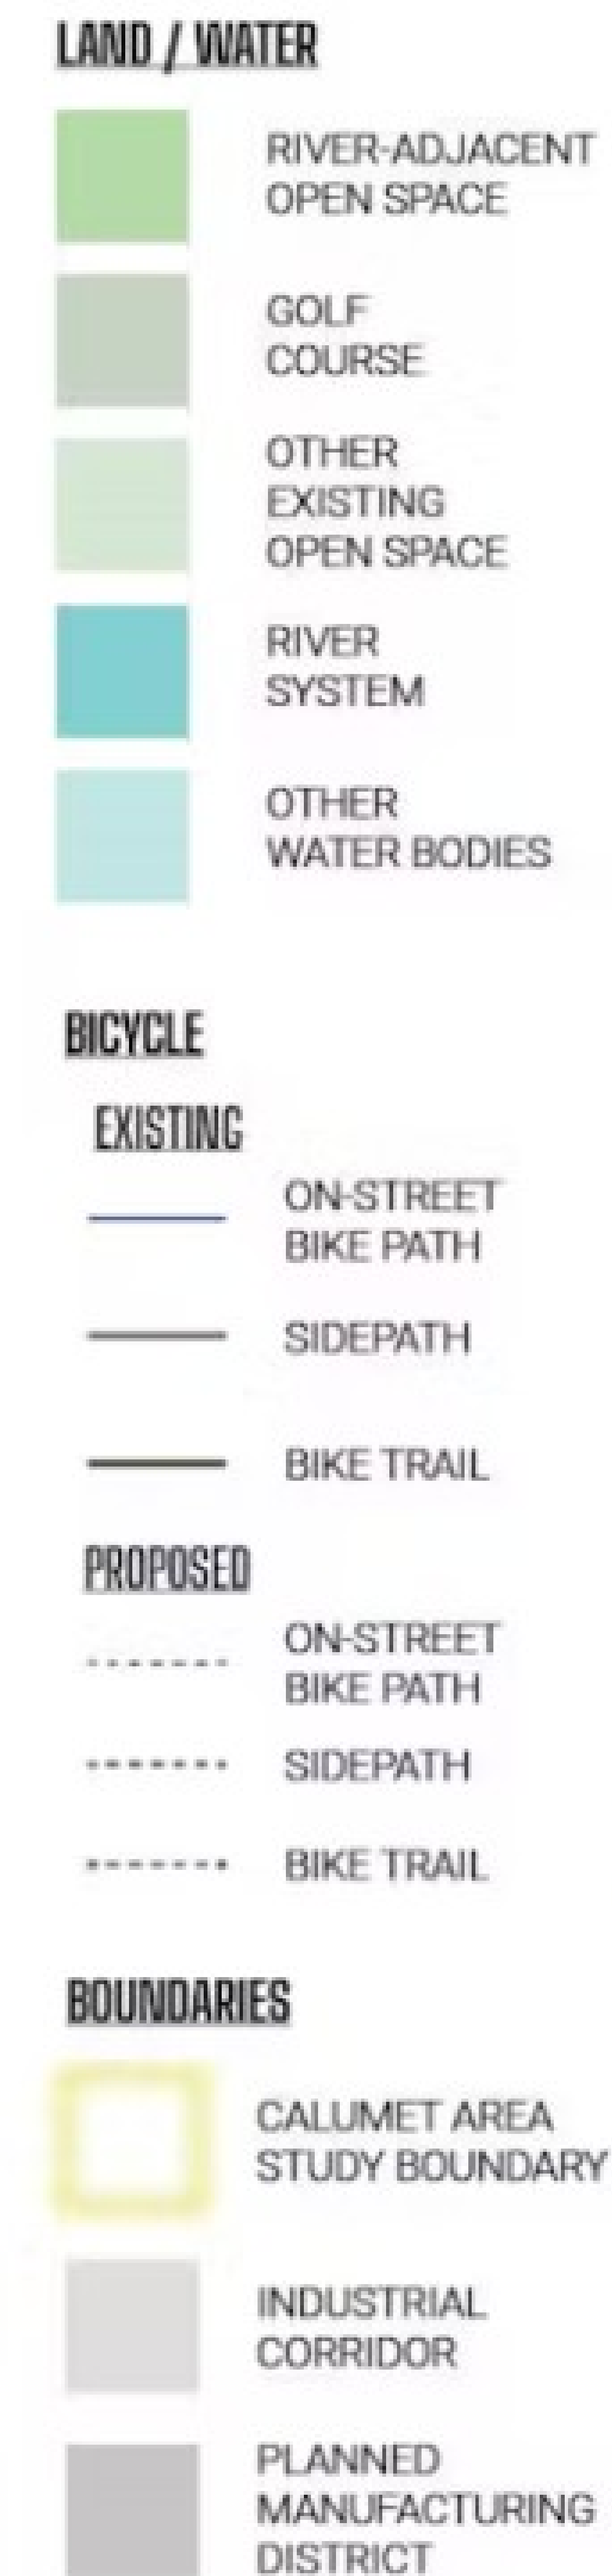 LAND / WATER
RIVER-ADJACENT
OPEN SPACE
GOLF
COURSE
OTHER
EXISTING
OPEN SPACE
RIVER
SYSTEM
OTHER
WATER BODIES
BICYCLE
EXISTING
ON-STREET
BIKE PATH
SIDEPATH
BIKE TRAIL
PROPOSED
ON-STREET
BIKE PATH
SIDEPATH
BIKE TRAIL
BOUNDARIES
CALUMET AREA
STUDY BOUNDARY
INDUSTRIAL
CORRIDOR
PLANNED
MANUFACTURING
DISTRICT